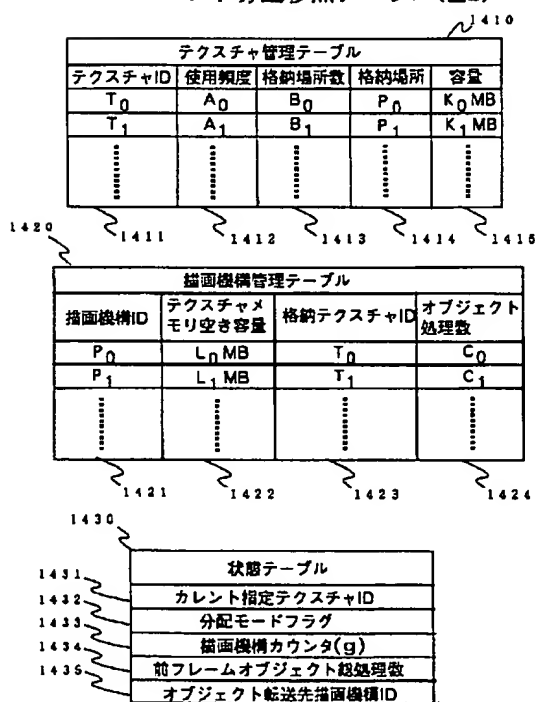 1410
テクスチャ管理テーブル
テクスチャID 使用頻度 格納場所数 格納場所 容量
T0 A0 B0 P0 K0 MB
T1 A1 B1 P1 K1 MB
1420
1411 1412 1413 1414 1415
描画機構管理テーブル
描画機構ID テクスチャメモリ空き容量 格納テクスチャID オブジェクト処理数
P0 L0 MB T0 C0
P1 L1 MB T1 C1
1421 1422 1423 1424
1430
状態テーブル
1431 カレント指定テクスチャID
1432 分配モードフラグ
1433 描画機構カウンタ(g)
1434 前フレームオブジェクト総処理数
1435 オブジェクト転送先描画機構ID